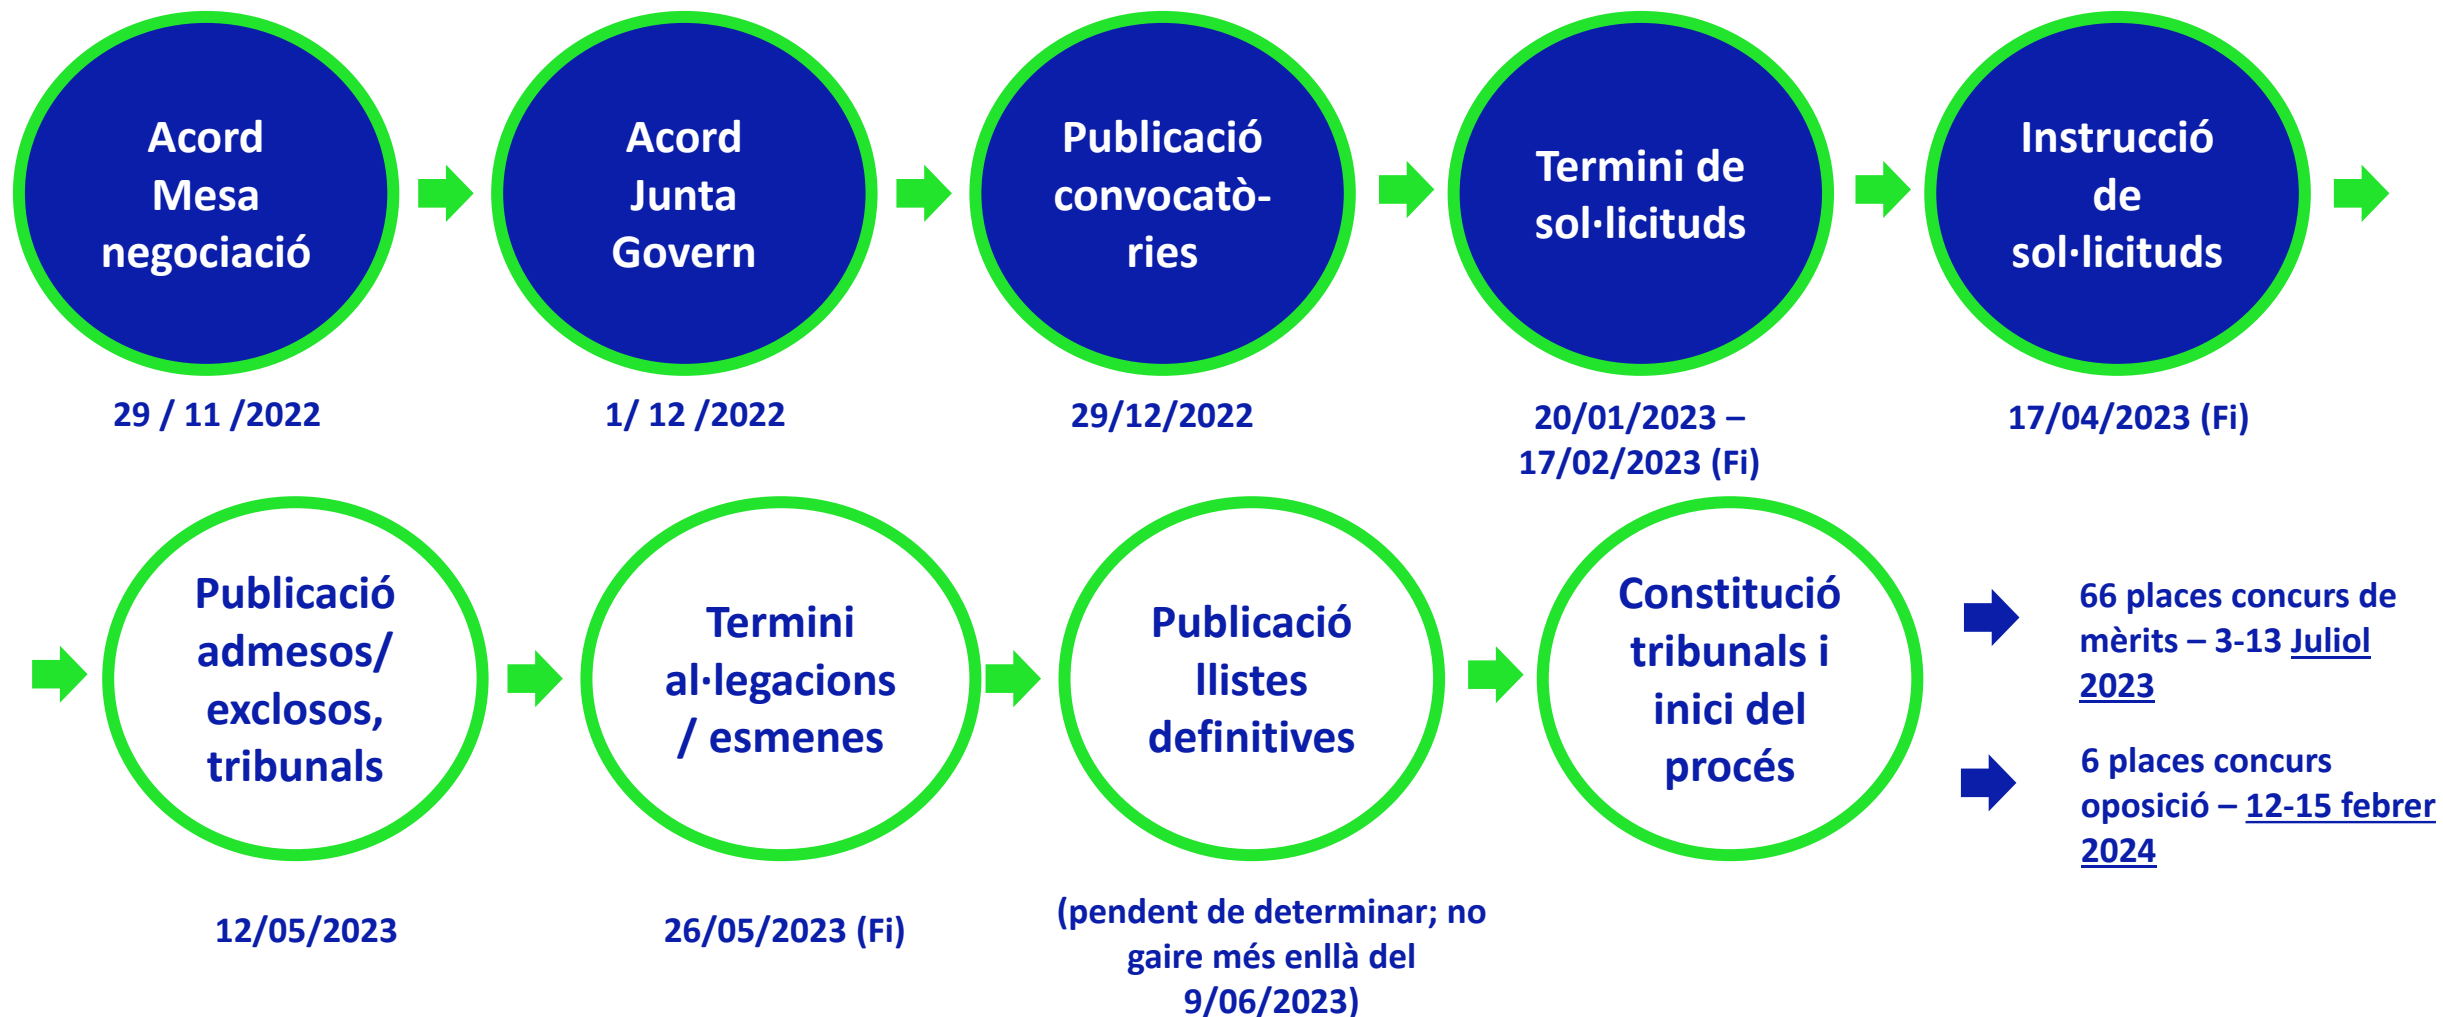 Acord
Mesa
negociació
Acord
Junta
Govern
Publicació
convocatò-
ries
Termini de
sol·licituds
Instrucció
de
sol·licituds
29 / 11 /2022
1/ 12 /2022
29/12/2022
20/01/2023 –
17/02/2023 (Fi)
17/04/2023 (Fi)
Publicació
admesos/
exclosos,
tribunals
Termini
al·legacions
/ esmenes
Publicació
llistes
definitives
Constitució
tribunals i
inici del
procés
66 places concurs de
mèrits – 3-13 Juliol
2023
6 places concurs
oposició – 12-15 febrer
2024
12/05/2023
26/05/2023 (Fi)
(pendent de determinar; no
gaire més enllà del
9/06/2023)